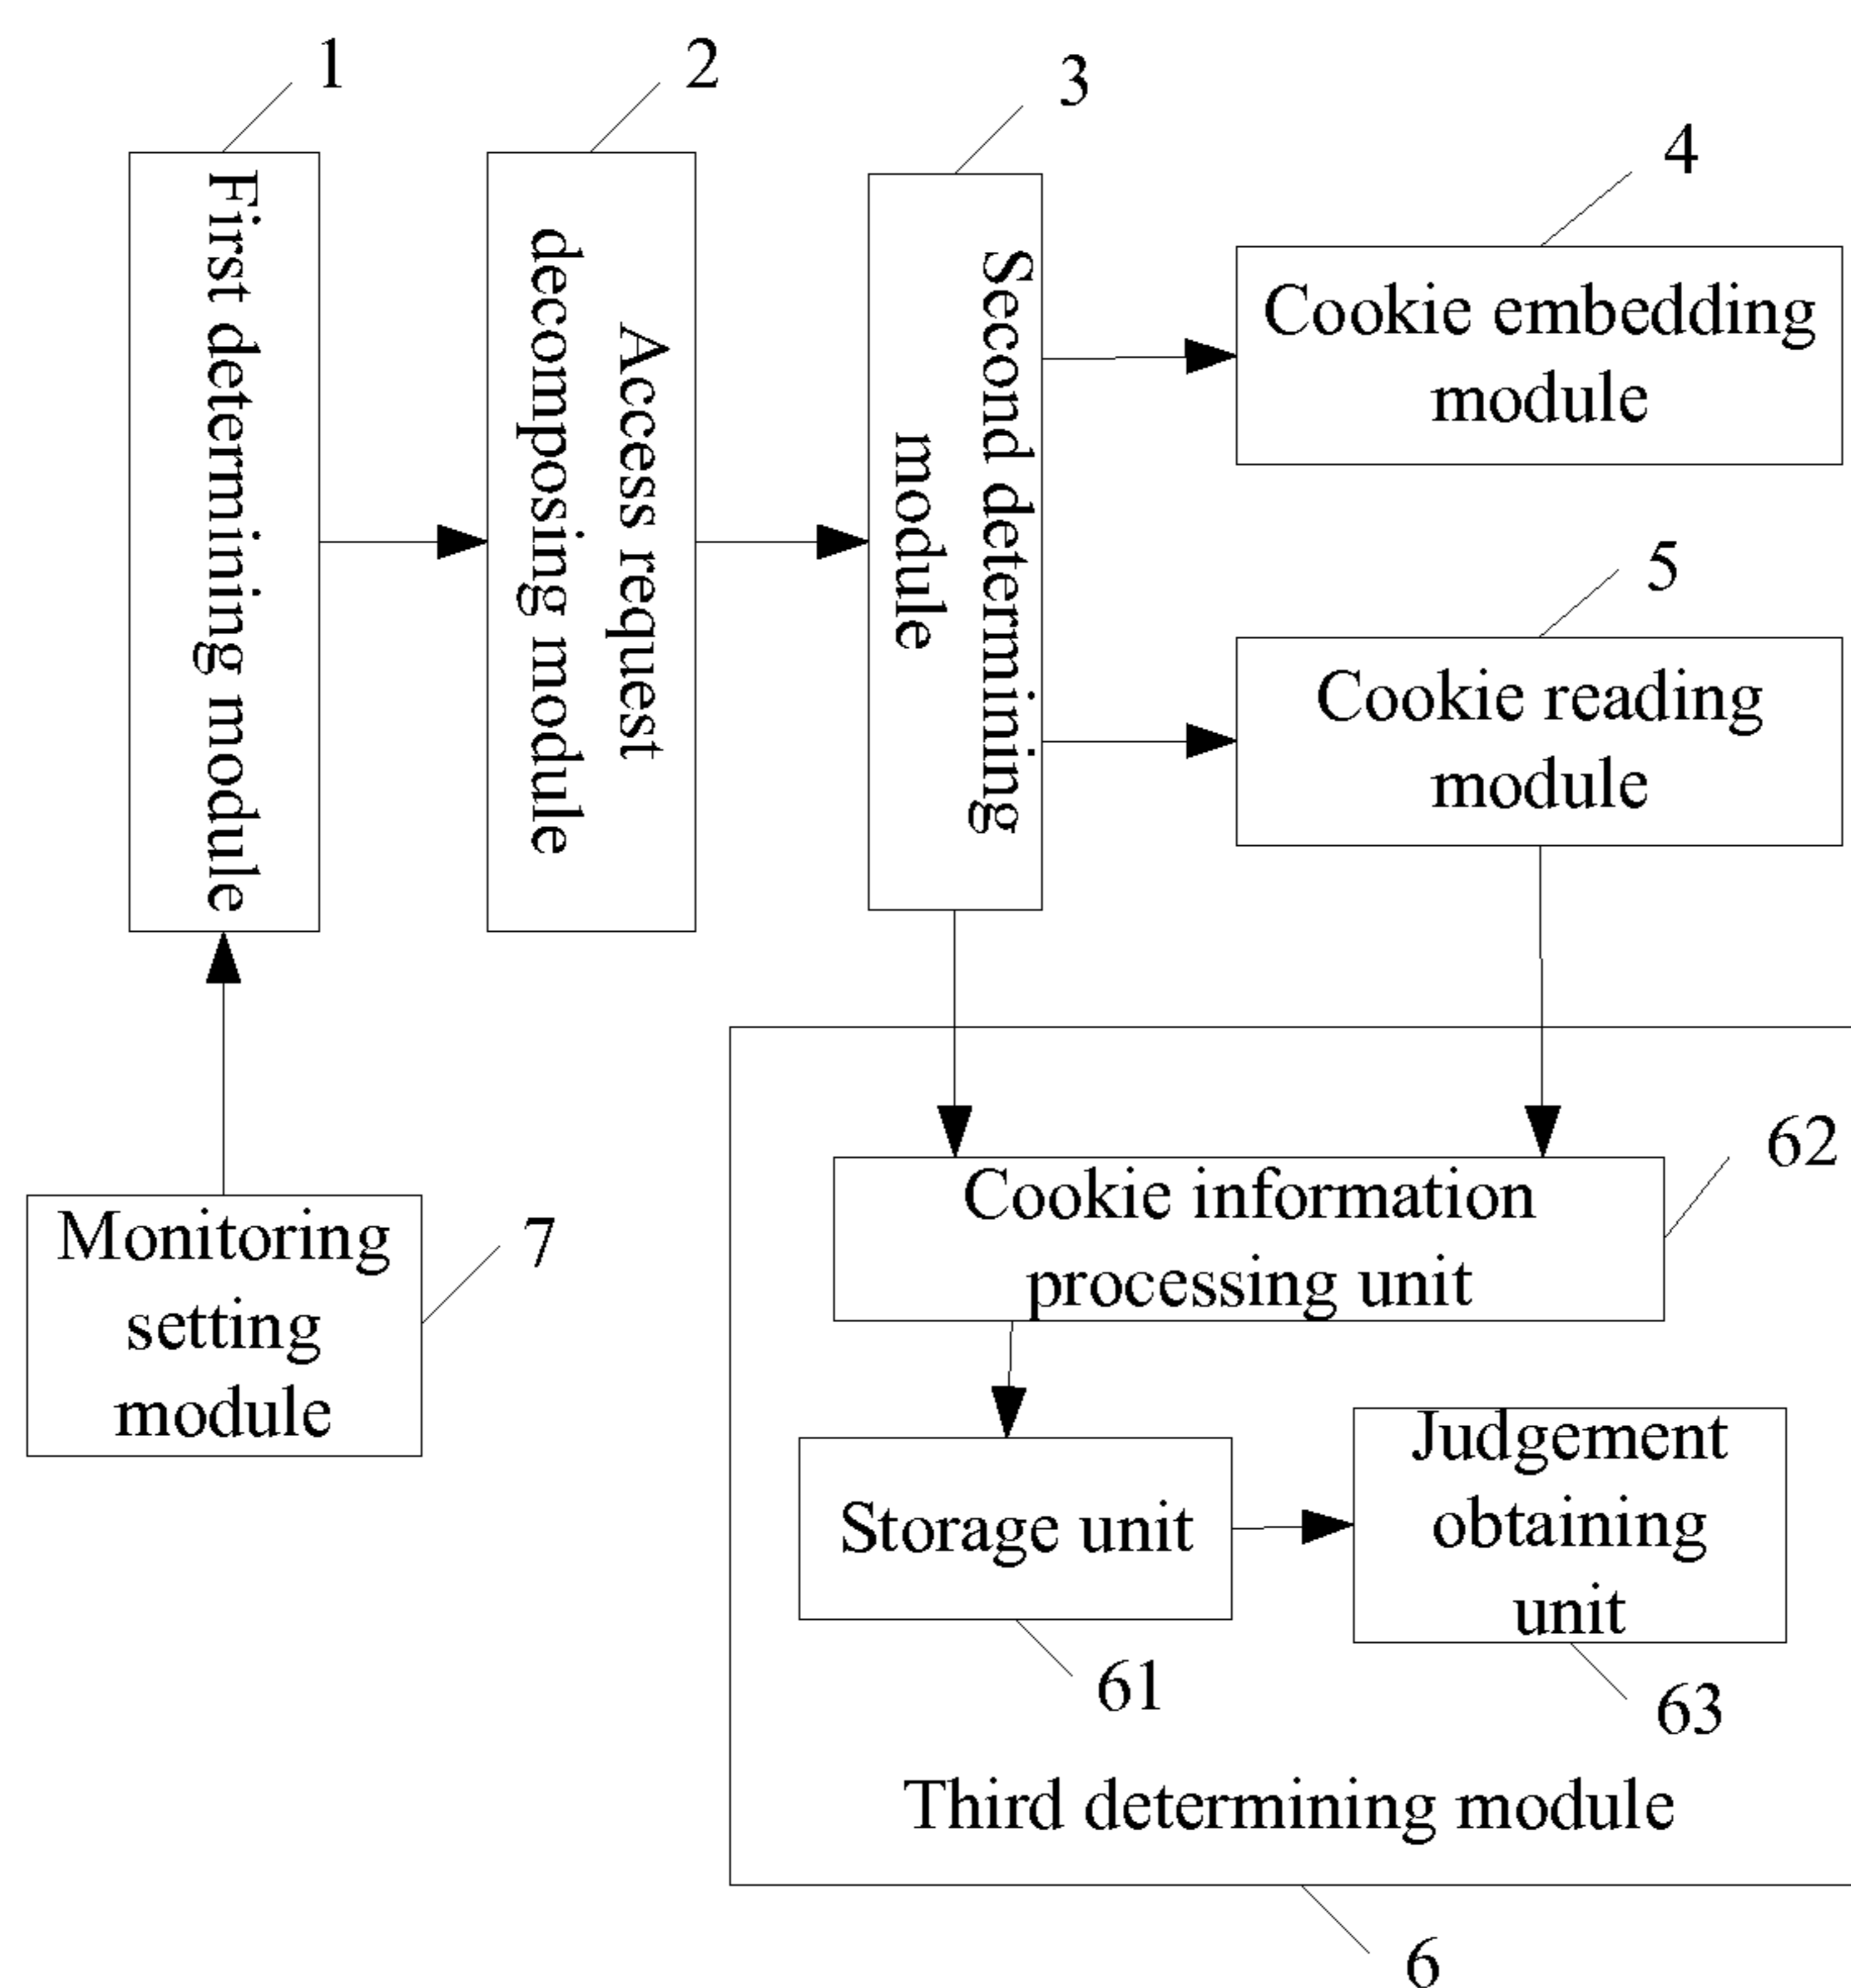 1
2
3
4
First determining module
Access request
decomposing module
Second determining
module
Cookie embedding
module
5
Cookie reading
module
62
Cookie information
processing unit
Monitoring
setting
module
7
Storage unit
Judgement
obtaining
unit
61
63
Third determining module
6